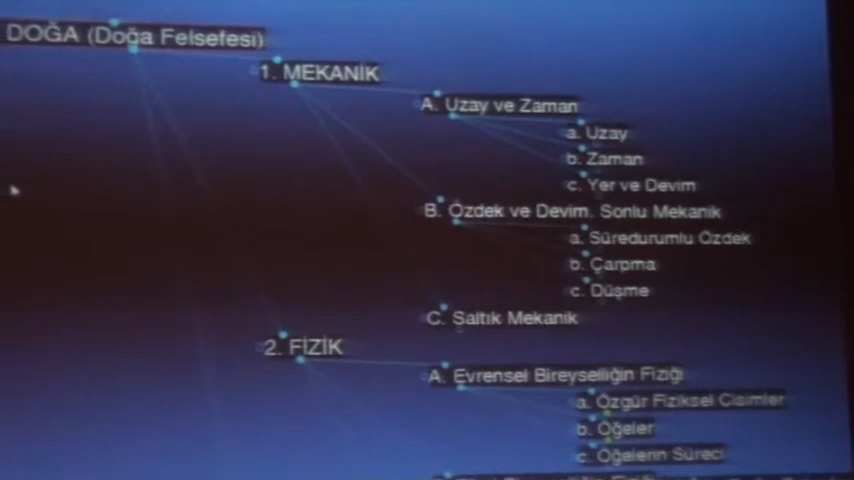 DOĞA (Doğa Felsefesi)
1. MEKANİK
A. Uzay ve Zaman
a. Uzay
b. Zaman
c. Yer ve Devim
B. Özdek ve Devim. Sonlu Mekanik
a. Süredurumlu Özdek
b. Çarpma
c. Düşme
C. Saltık Mekanik
2. FİZİK
A. Evrensel Bireyselliğin Fiziği
a. Özgür Fiziksel Cisimler
b. Öğeler
c. Öğelerin Süreci